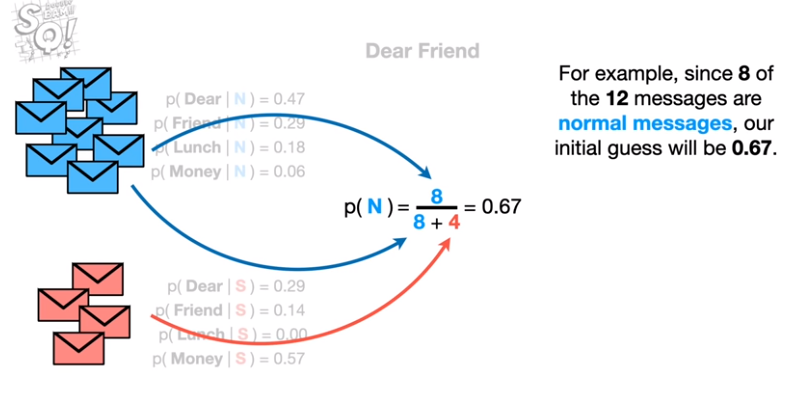 StatQuest!
Dear Friend
p( Dear | N ) = 0.47
p( Friend | N ) = 0.29
p( Lunch | N ) = 0.18
p( Money | N ) = 0.06
p( N ) = 8 / 8 + 4 = 0.67
p( Dear | S ) = 0.29
p( Friend | S ) = 0.14
p( Lunch | S ) = 0.00
p( Money | S ) = 0.57
For example, since 8 of
the 12 messages are
normal messages, our
initial guess will be 0.67.